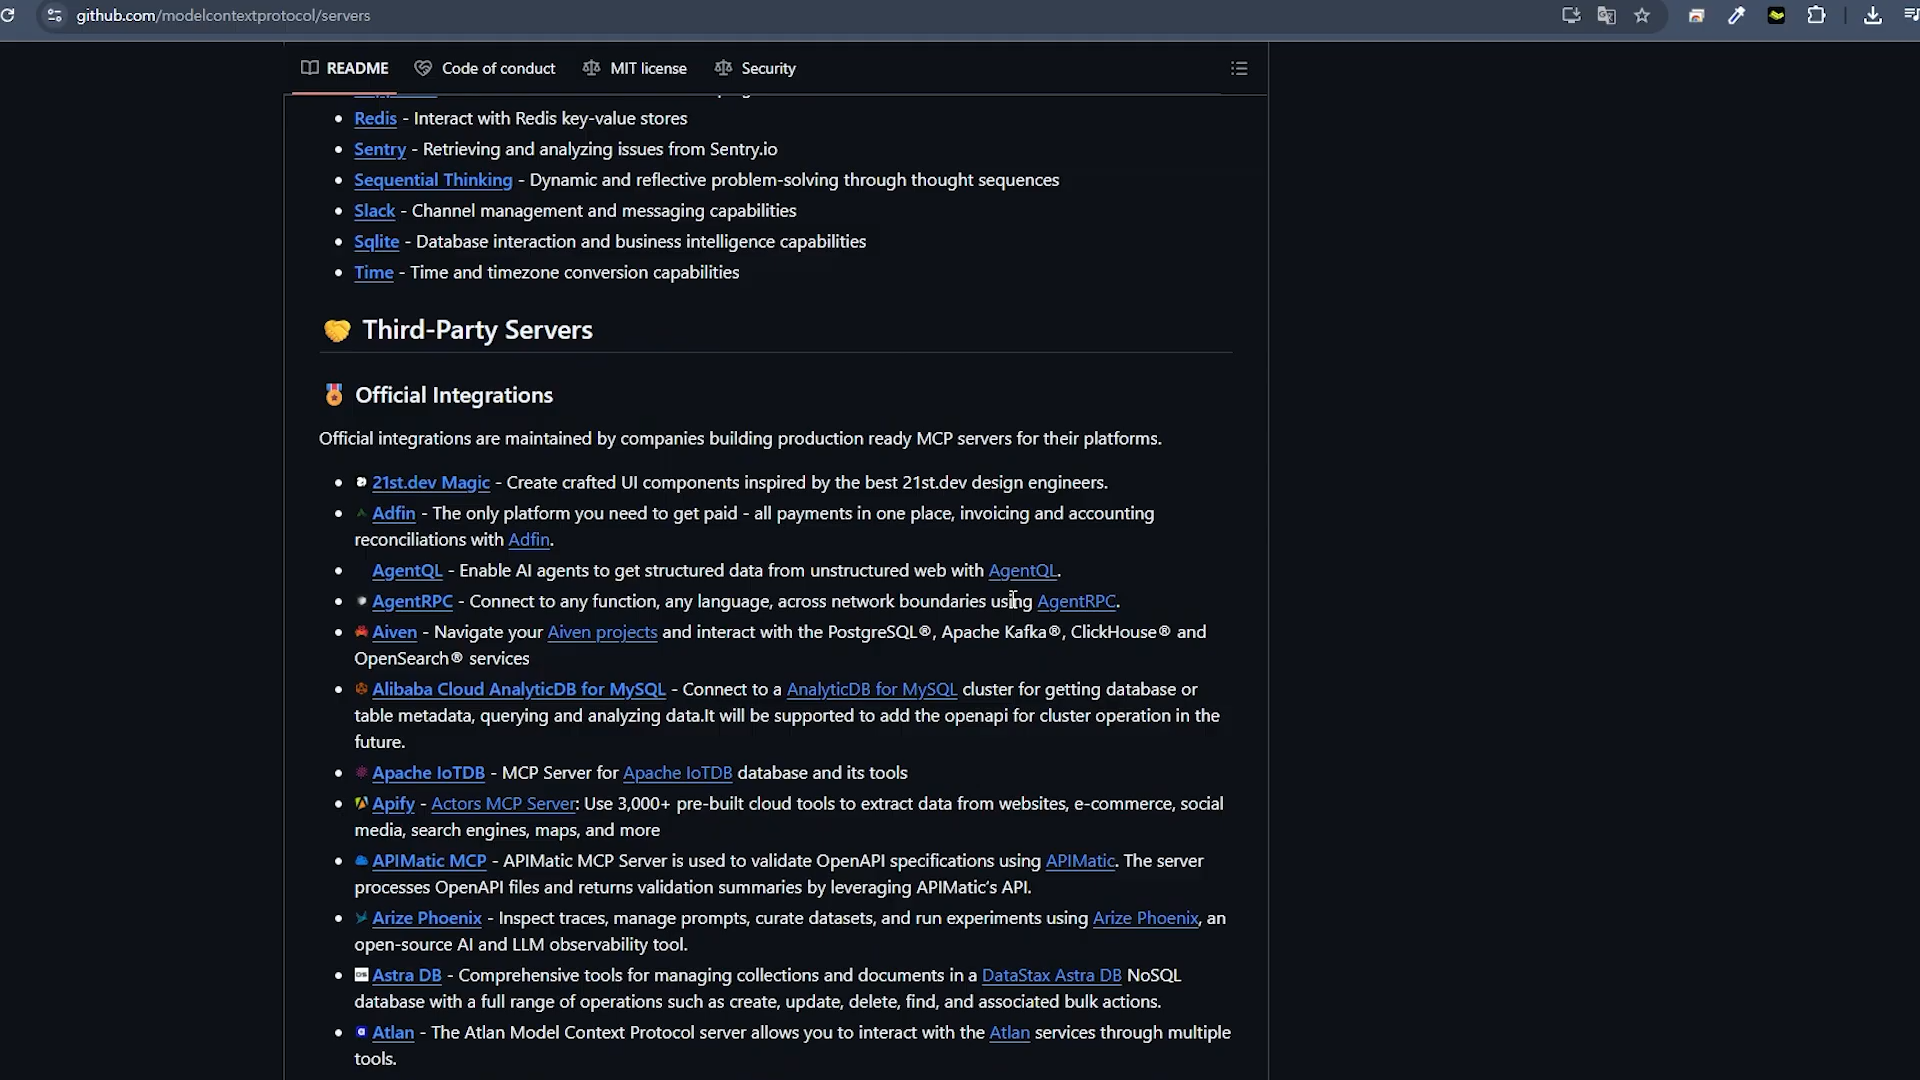 github.com/modelcontextprotocol/servers
README Code of conduct MIT license Security
Redis - Interact with Redis key-value stores
Sentry - Retrieving and analyzing issues from Sentry.io
Sequential Thinking - Dynamic and reflective problem-solving through thought sequences
Slack - Channel management and messaging capabilities
Sqlite - Database interaction and business intelligence capabilities
Time - Time and timezone conversion capabilities
Third-Party Servers
Official Integrations
Official integrations are maintained by companies building production ready MCP servers for their platforms.
21st.dev Magic - Create crafted UI components inspired by the best 21st.dev design engineers.
Adfin - The only platform you need to get paid - all payments in one place, invoicing and accounting
reconciliations with Adfin.
AgentQL - Enable AI agents to get structured data from unstructured web with AgentQL.
AgentRPC - Connect to any function, any language, across network boundaries using AgentRPC.
Aiven - Navigate your Aiven projects and interact with the PostgreSQL®, Apache Kafka®, ClickHouse® and
OpenSearch® services
Alibaba Cloud AnalyticDB for MySQL - Connect to a AnalyticDB for MySQL cluster for getting database or
table metadata, querying and analyzing data.It will be supported to add the openapi for cluster operation in the
future.
Apache IoTDB - MCP Server for Apache IoTDB database and its tools
Apify - Actors MCP Server: Use 3,000+ pre-built cloud tools to extract data from websites, e-commerce, social
media, search engines, maps, and more
APIMatic MCP - APIMatic MCP Server is used to validate OpenAPI specifications using APIMatic. The server
processes OpenAPI files and returns validation summaries by leveraging APIMatic's API.
Arize Phoenix - Inspect traces, manage prompts, curate datasets, and run experiments using Arize Phoenix, an
open-source AI and LLM observability tool.
Astra DB - Comprehensive tools for managing collections and documents in a DataStax Astra DB NoSQL
database with a full range of operations such as create, update, delete, find, and associated bulk actions.
Atlan - The Atlan Model Context Protocol server allows you to interact with the Atlan services through multiple
tools.